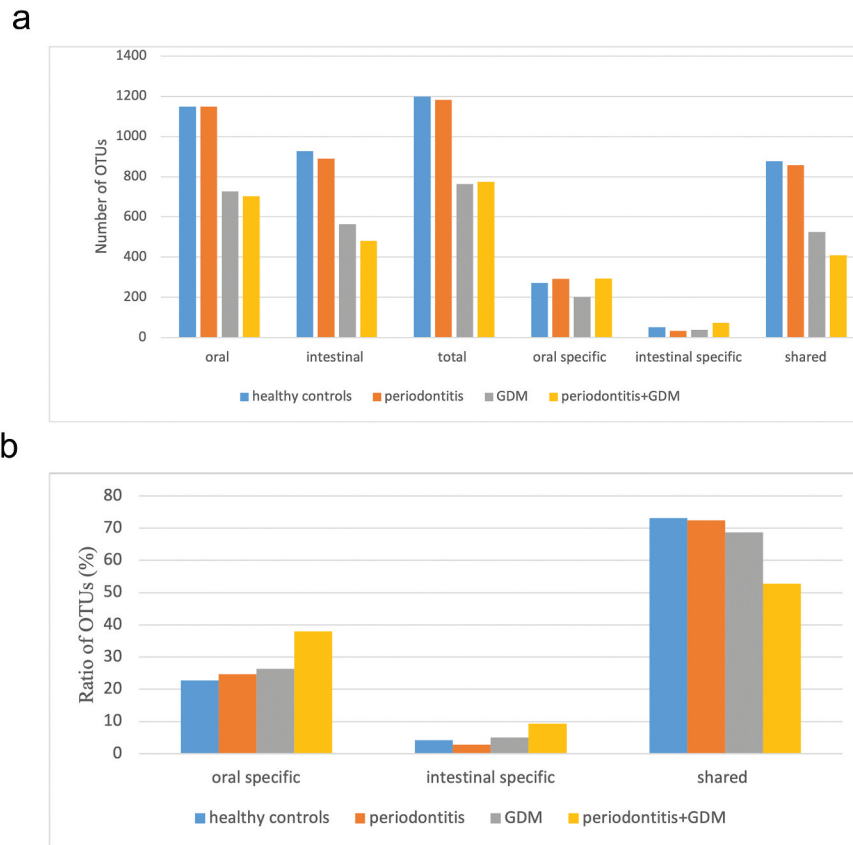 a
1400
1200
1000
800
600
400
200
0
Number of OTUs
oral intestinal total oral specific intestinal specific shared
healthy controls periodontitis GDM periodontitis+GDM
b
80
70
60
50
40
30
20
10
0
Ratio of OTUs (%)
oral specific intestinal specific shared
healthy controls periodontitis GDM periodontitis+GDM